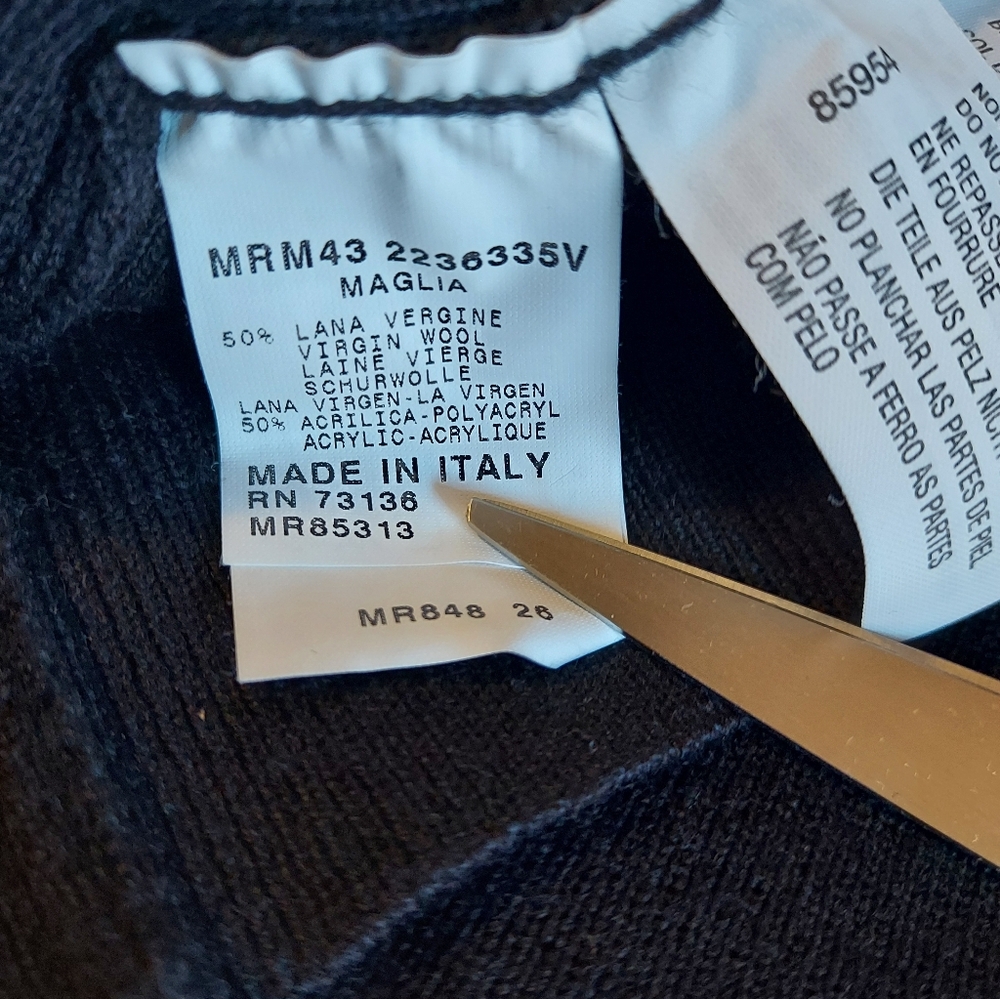 MRM43 2236335V
MAGLIA
50% LANA VERGINE
VIRGIN WOOL
LAINE VIERGE
SCHURWOLLE
LANA VIRGEN-LA VIRGEN
50% ACRILICA-POLYACRYL
ACRYLIC-ACRYLIQUE
MADE IN ITALY
RN 73136
MR85313
MR848 26
85954
DO NOT
NE REPASSE
EN FOURRURE
DIE TEILE AUS PELZ NICHT
NO PLANCHAR LAS PARTES DE PIEL
NÃO PASSE A FERRO AS PARTES
COM PELO